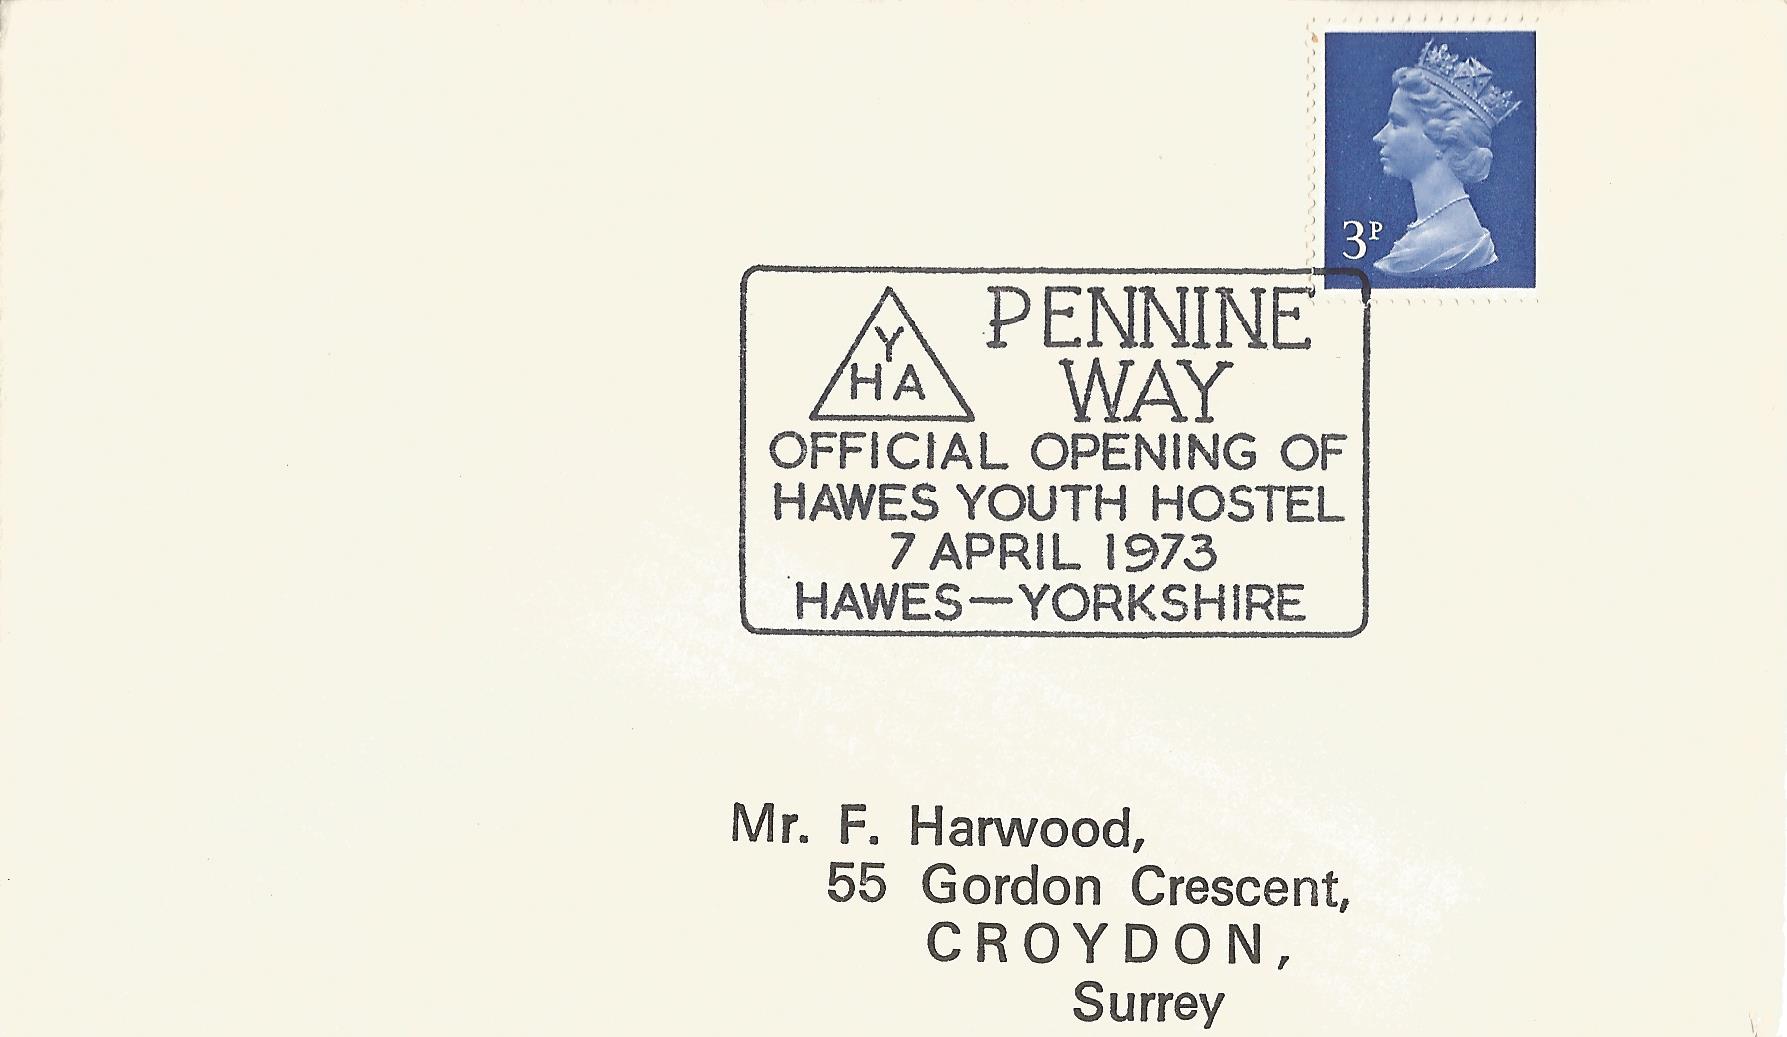 3P
Y
HA
PENNINE
WAY
OFFICIAL OPENING OF
HAWES YOUTH HOSTEL
7 APRIL 1973
HAWES—YORKSHIRE
Mr. F. Harwood,
55 Gordon Crescent,
CROYDON,
Surrey